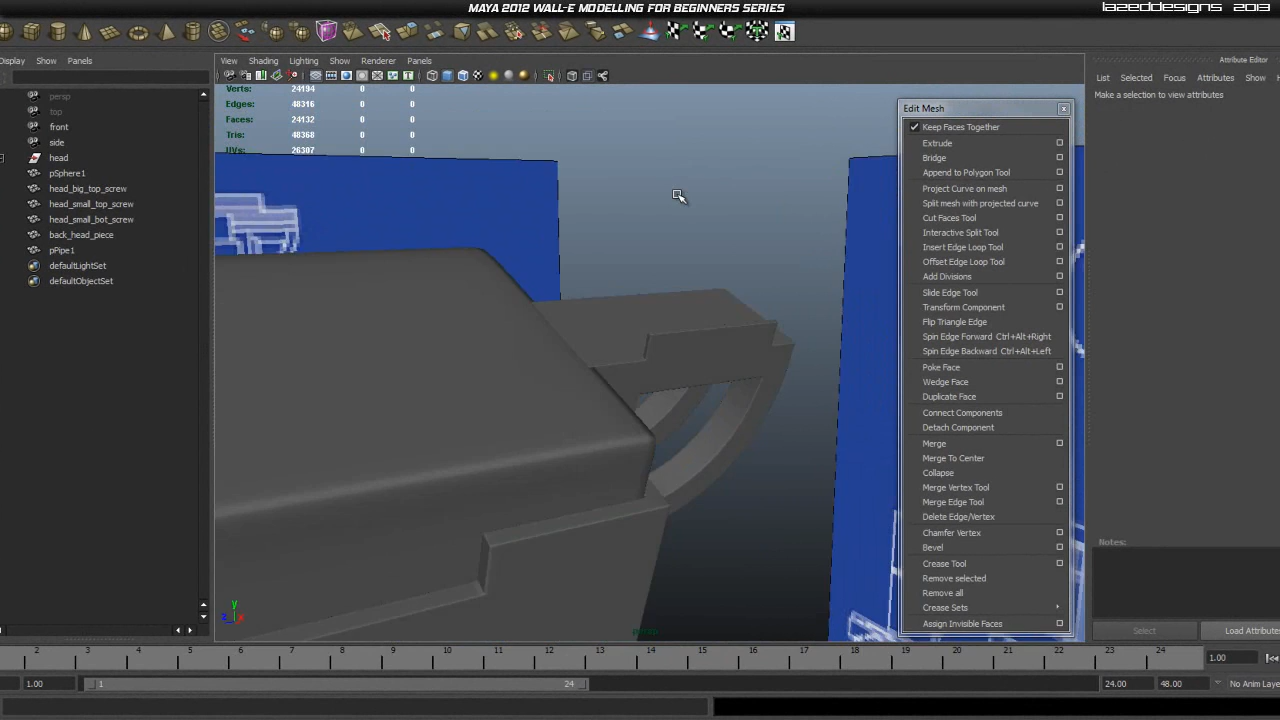 MAYA 2012 WALL-E MODELLING FOR BEGINNERS SERIES
LAZEDDESIGNS 2013
Display Show Panels
View Shading Lighting Show Renderer Panels
Attribute Editor
List Selected Focus Attributes Show
Make a selection to view attributes
persp
top
front
side
head
pSphere1
head_big_top_screw
head_small_top_screw
head_small_bot_screw
back_head_piece
pPipe1
defaultLightSet
defaultObjectSet
Verts: 24194 0 0
Edges: 48316 0 0
Faces: 24132 0 0
Tris: 48368 0 0
UVs: 26307 0 0
Edit Mesh
Keep Faces Together
Extrude
Bridge
Append to Polygon Tool
Project Curve on mesh
Split mesh with projected curve
Cut Faces Tool
Interactive Split Tool
Insert Edge Loop Tool
Offset Edge Loop Tool
Add Divisions
Slide Edge Tool
Transform Component
Flip Triangle Edge
Spin Edge Forward Ctrl+Alt+Right
Spin Edge Backward Ctrl+Alt+Left
Poke Face
Wedge Face
Duplicate Face
Connect Components
Detach Component
Merge
Merge To Center
Collapse
Merge Vertex Tool
Merge Edge Tool
Delete Edge/Vertex
Chamfer Vertex
Bevel
Crease Tool
Remove selected
Remove all
Crease Sets
Assign Invisible Faces
Notes:
Select Load Attributes
y
z x
persp
2 3 4 5 6 7 8 9 10 11 12 13 14 15 16 17 18 19 20 21 22 23 24
1.00
1.00 1 24 24.00 48.00 No Anim Laye